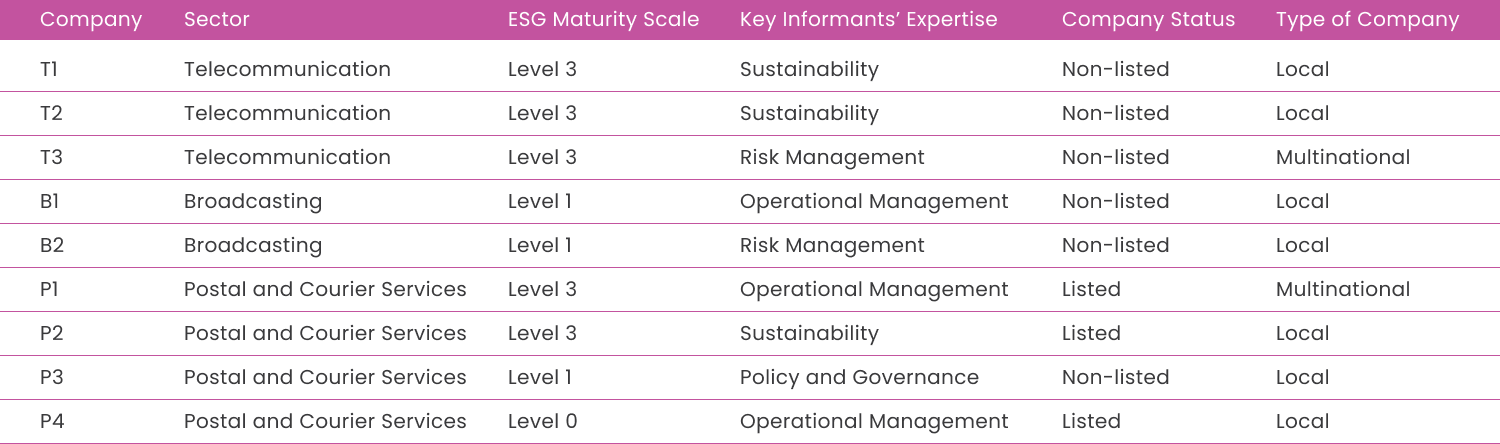 Company Sector ESG Maturity Scale Key Informants’ Expertise Company Status Type of Company
T1 Telecommunication Level 3 Sustainability Non-listed Local
T2 Telecommunication Level 3 Sustainability Non-listed Local
T3 Telecommunication Level 3 Risk Management Non-listed Multinational
B1 Broadcasting Level 1 Operational Management Non-listed Local
B2 Broadcasting Level 1 Risk Management Non-listed Local
P1 Postal and Courier Services Level 3 Operational Management Listed Multinational
P2 Postal and Courier Services Level 3 Sustainability Listed Local
P3 Postal and Courier Services Level 1 Policy and Governance Non-listed Local
P4 Postal and Courier Services Level 0 Operational Management Listed Local